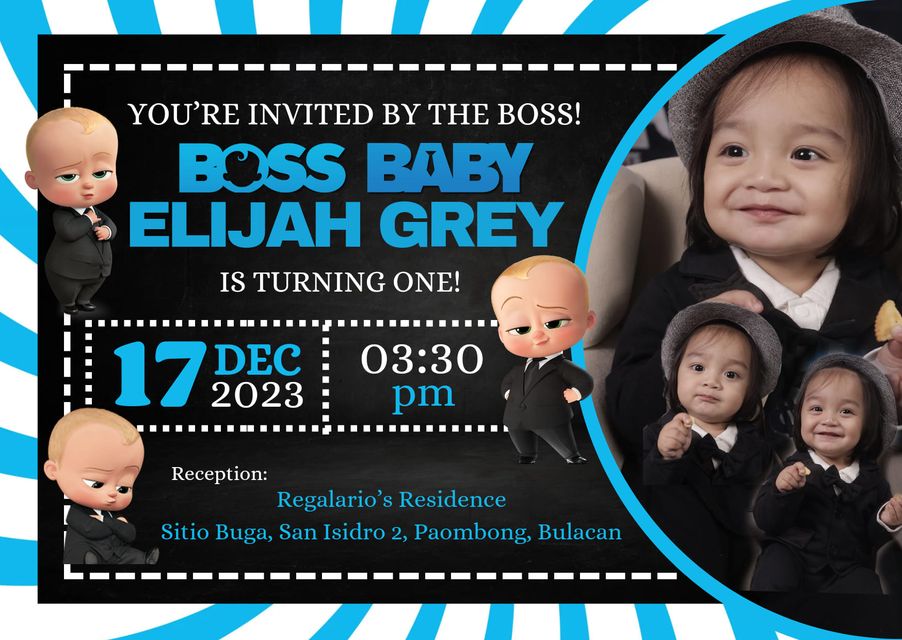 YOU'RE INVITED BY THE BOSS!
BOSS BABY
ELIJAH GREY
IS TURNING ONE!
17 DEC 2023
03:30 pm
Reception:
Regalario's Residence
Sitio Buga, San Isidro 2, Paombong, Bulacan